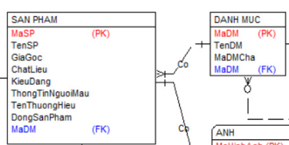 SAN PHAM
MaSP (PK)
TenSP
GiaGoc
ChatLieu
KieuDang
ThongTinNguoiMau
TenThuongHieu
DongSanPham
MaDM (FK)
Co
Co
DANH MUC
MaDM (PK)
TenDM
MaDMCha
MaDM (FK)
ANH